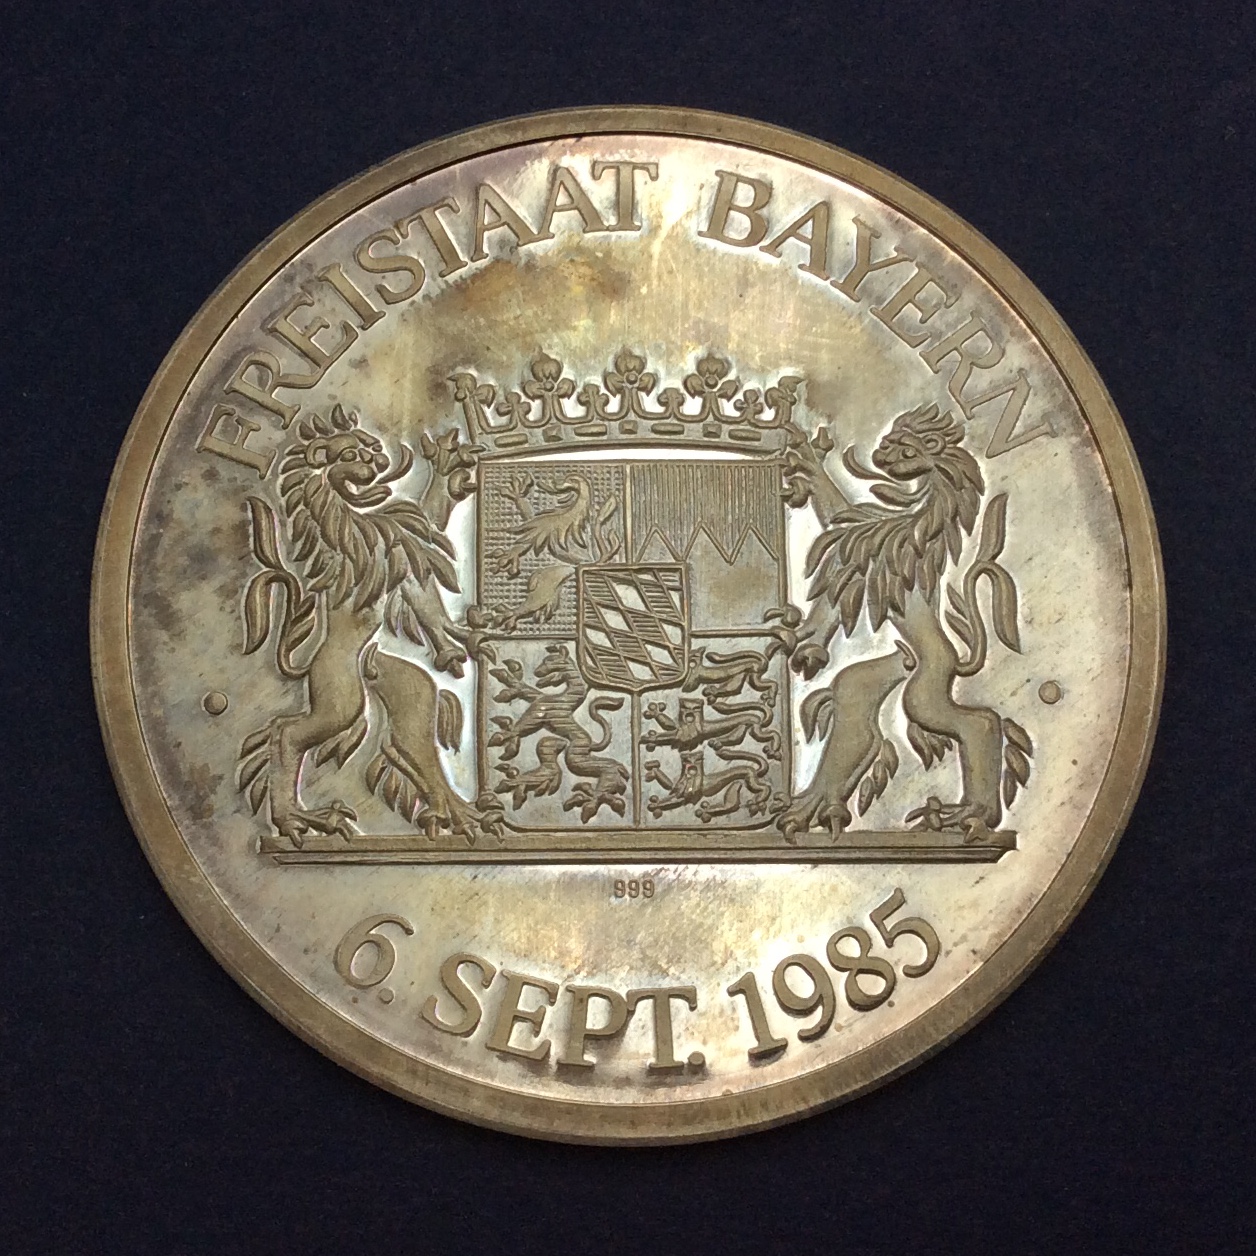 FREISTAAT BAYERN
999
6. SEPT. 1985